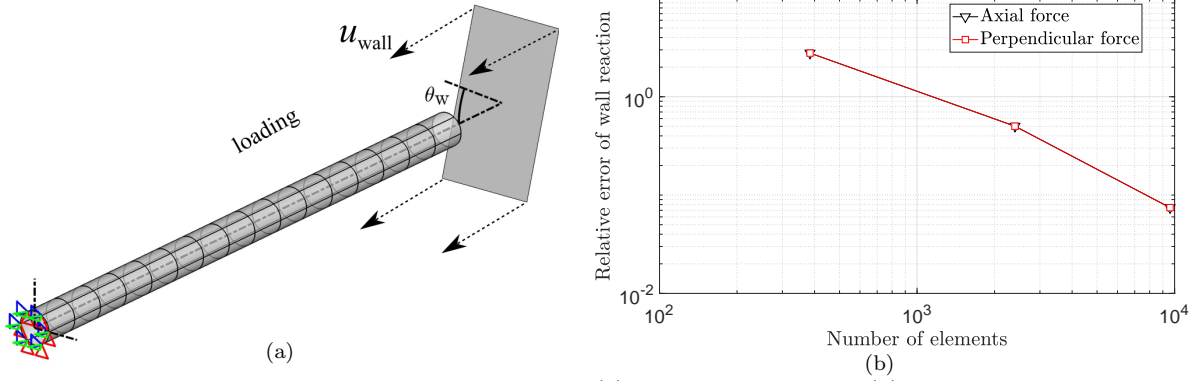 u_wall
θ_W
loading
(a)
Axial force
Perpendicular force
Relative error of wall reaction
10^0
10^-2
10^2
10^3
10^4
Number of elements
(b)